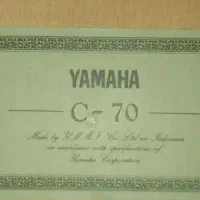 YAMAHA
C-70
Made by Y.M.M.I Co, Ltd in Indonesia
in accordance with specifications of
Yamaha Corporation